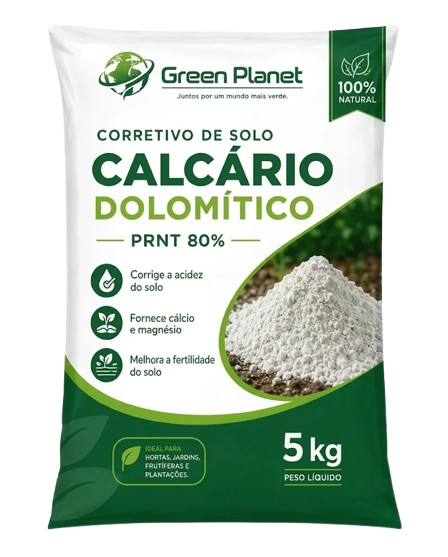 Green Planet
Juntos por um mundo mais verde.
100%
NATURAL
CORRETIVO DE SOLO
CALCÁRIO
DOLOMÍTICO
PRNT 80%
Corrige a acidez
do solo
Fornece cálcio
e magnésio
Melhora a fertilidade
do solo
IDEAL PARA
HORTAS, JARDINS,
FRUTÍFERAS E
PLANTAÇÕES.
5 kg
PESO LÍQUIDO